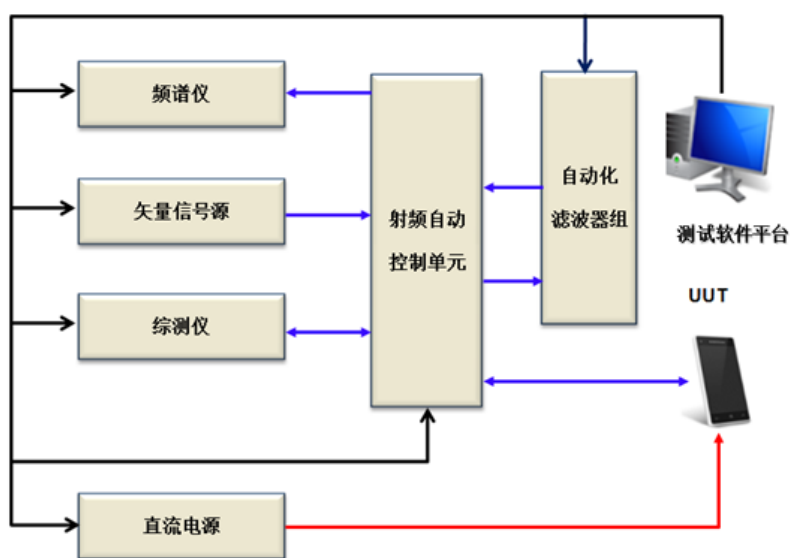 频谱仪
矢量信号源
综测仪
直流电源
射频自动
控制单元
自动化
滤波器组
测试软件平台
UUT